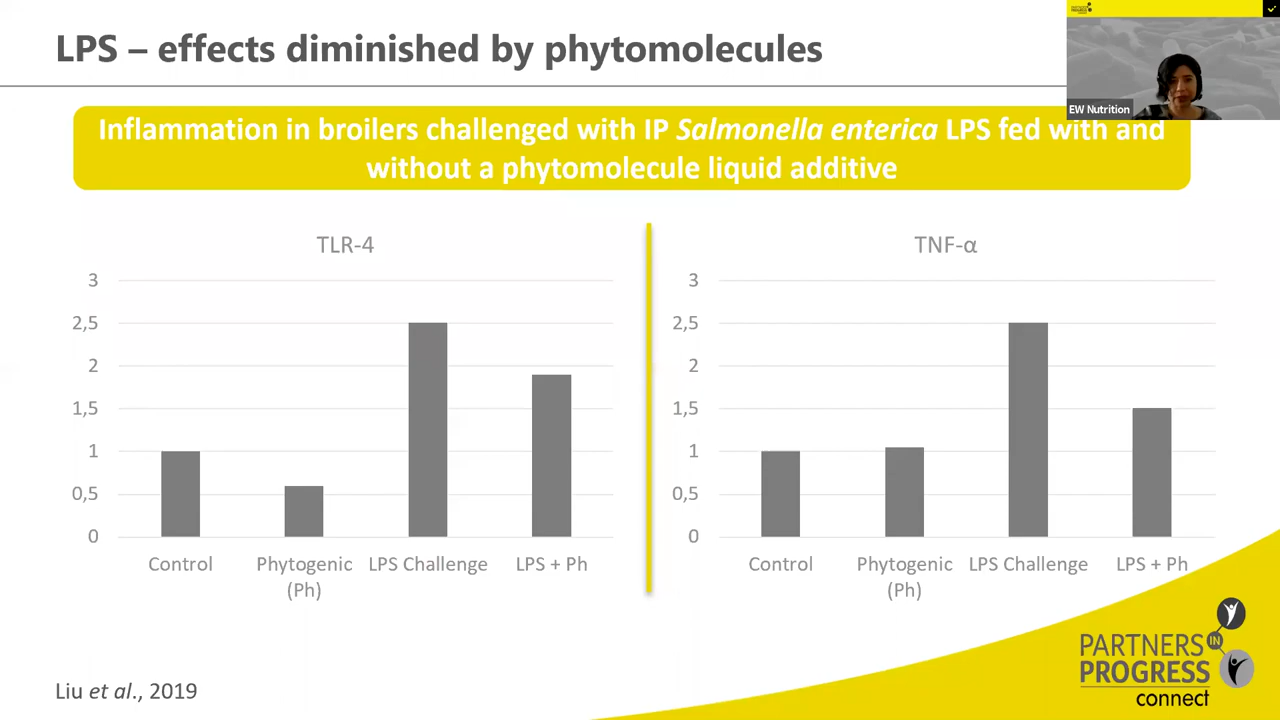 LPS – effects diminished by phytomolecules
EW Nutrition
Inflammation in broilers challenged with IP Salmonella enterica LPS fed with and
without a phytomolecule liquid additive
TLR-4
3
2,5
2
1,5
1
0,5
0
Control
Phytogenic
(Ph)
LPS Challenge
LPS + Ph
TNF-α
3
2,5
2
1,5
1
0,5
0
Control
Phytogenic
(Ph)
LPS Challenge
LPS + Ph
Liu et al., 2019
PARTNERS IN
PROGRESS
connect